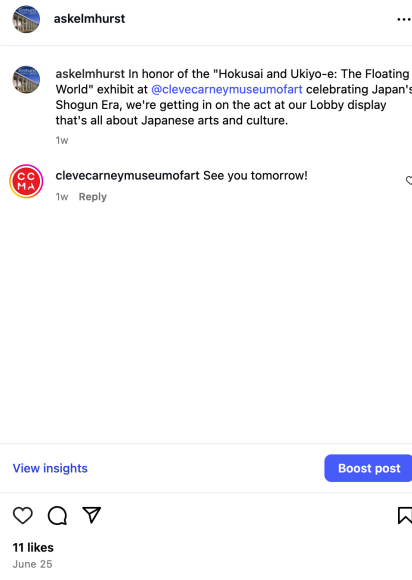 askelmhurst
askelmhurst In honor of the "Hokusai and Ukiyo-e: The Floating
World" exhibit at @clevecarneymuseumofart celebrating Japan's
Shogun Era, we're getting in on the act at our Lobby display
that's all about Japanese arts and culture.
1w
CC
MA
clevecarneymuseumofart See you tomorrow!
1w Reply
View insights
Boost post
11 likes
June 25